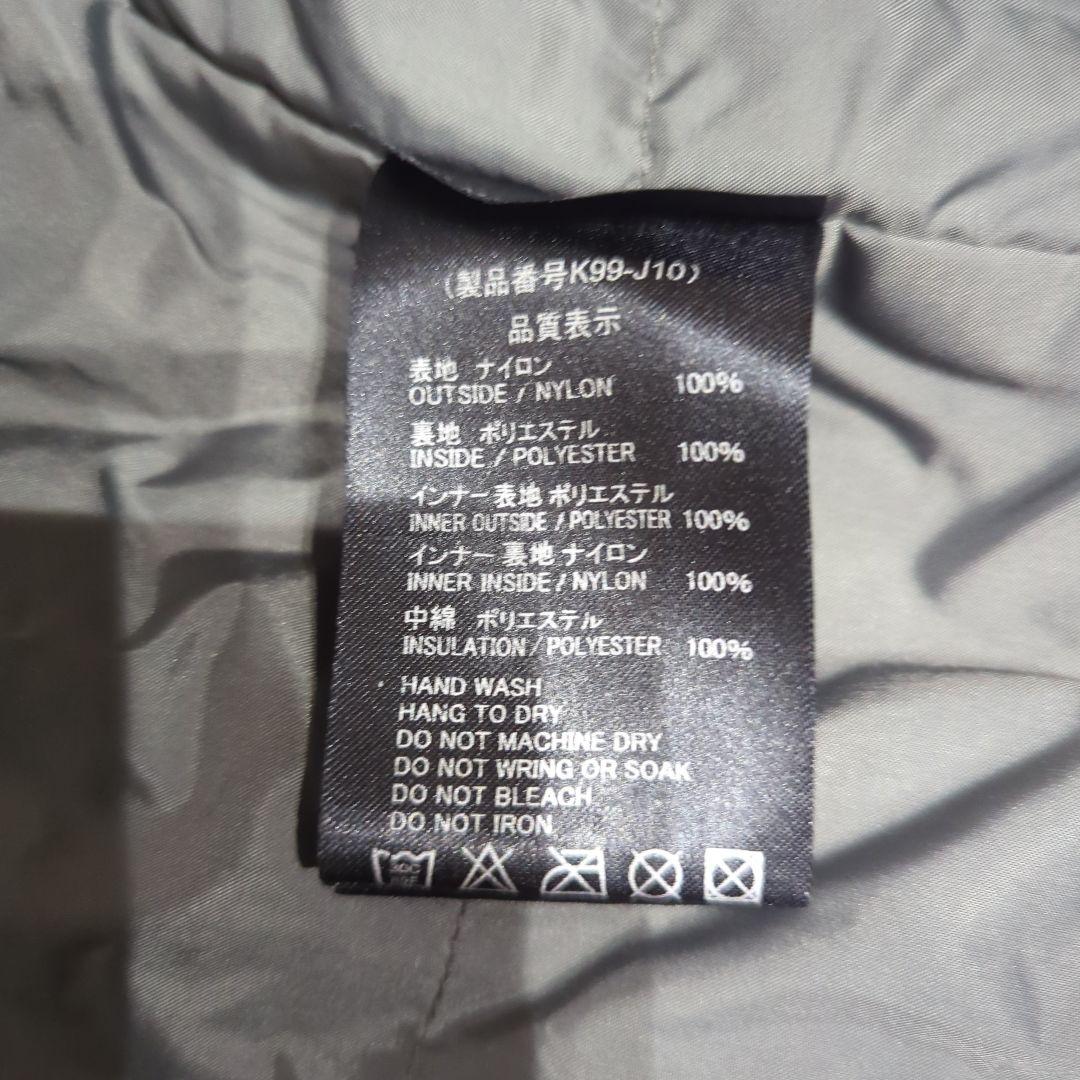 (製品番号K99-J10)
品質表示
表地 ナイロン
OUTSIDE / NYLON 100%
裏地 ポリエステル
INSIDE / POLYESTER 100%
インナー表地 ポリエステル
INNER OUTSIDE / POLYESTER 100%
インナー裏地 ナイロン
INNER INSIDE / NYLON 100%
中綿 ポリエステル
INSULATION / POLYESTER 100%
HAND WASH
HANG TO DRY
DO NOT MACHINE DRY
DO NOT WRING OR SOAK
DO NOT BLEACH
DO NOT IRON